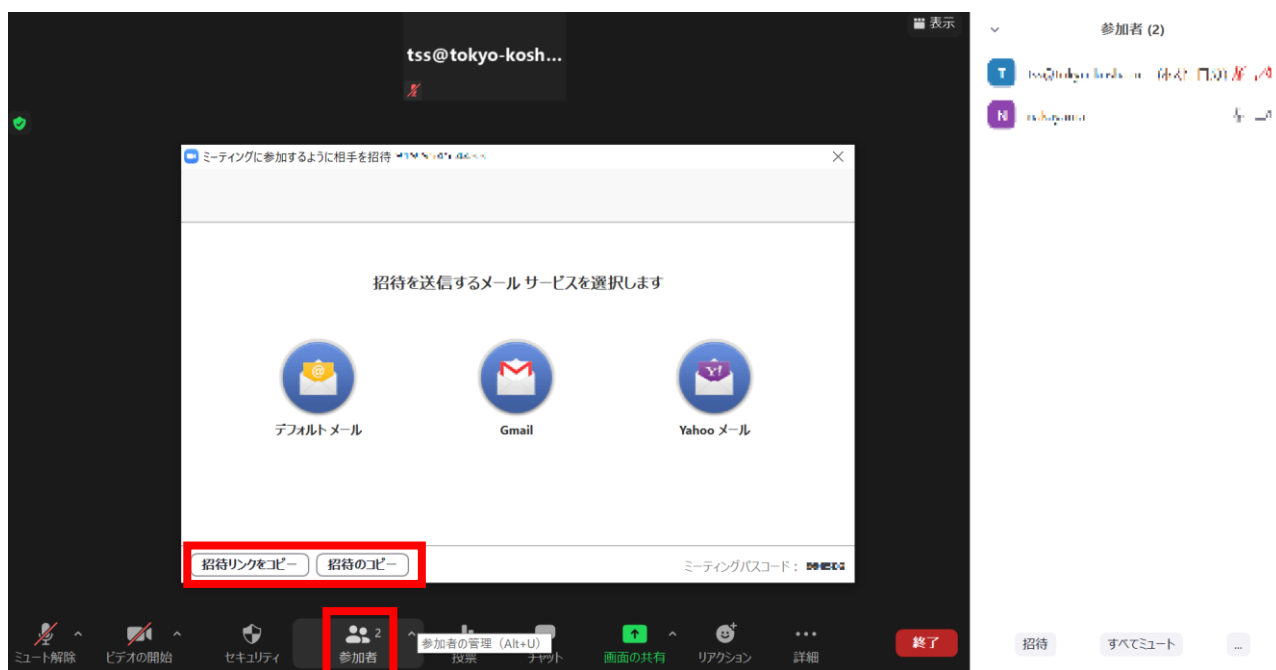 表示
tss@tokyo-kosh...
参加者 (2)
T
N
ミーティングに参加するように相手を招待
招待を送信するメール サービスを選択します
デフォルト メール
Gmail
Yahoo メール
招待リンクをコピー
招待のコピー
ミーティングパスコード：
ミュート解除
ビデオの開始
セキュリティ
2
参加者
参加者の管理 (Alt+U)
投票
チャット
画面の共有
リアクション
詳細
終了
招待
すべてミュート
...